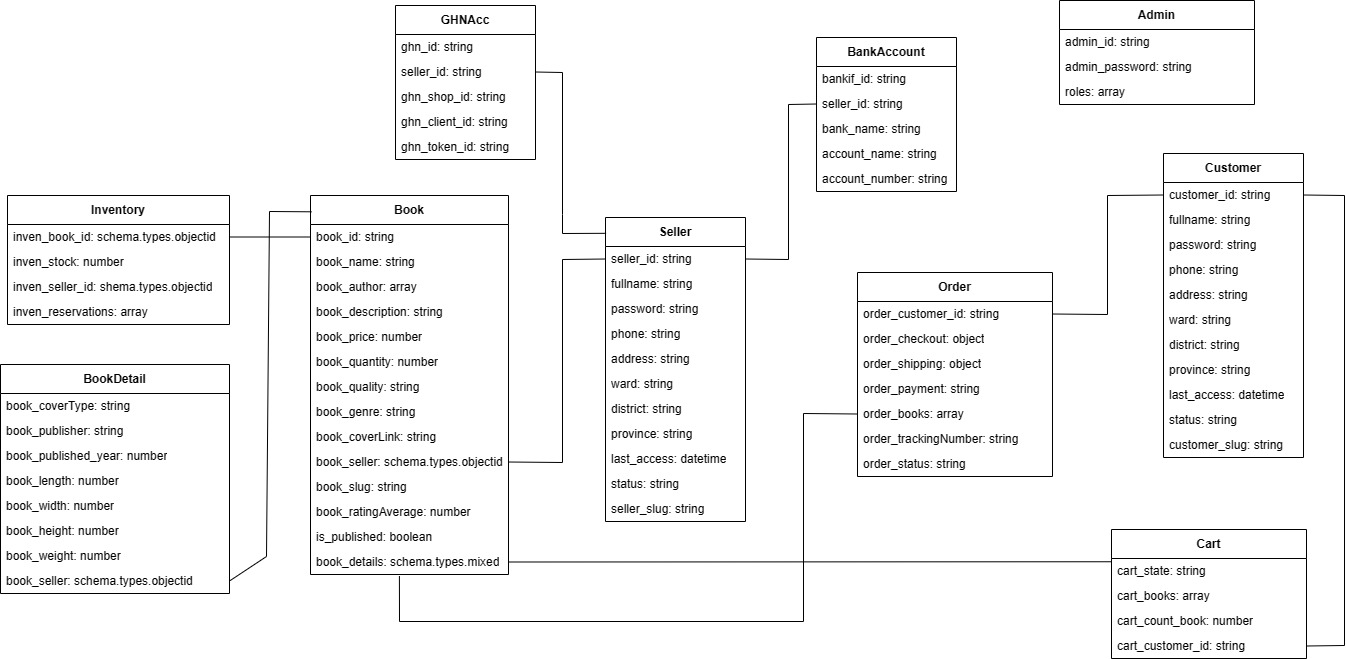 GHNAcc
ghn_id: string
seller_id: string
ghn_shop_id: string
ghn_client_id: string
ghn_token_id: string
BankAccount
bankif_id: string
seller_id: string
bank_name: string
account_name: string
account_number: string
Admin
admin_id: string
admin_password: string
roles: array
Inventory
inven_book_id: schema.types.objectid
inven_stock: number
inven_seller_id: shema.types.objectid
inven_reservations: array
Book
book_id: string
book_name: string
book_author: array
book_description: string
book_price: number
book_quantity: number
book_quality: string
book_genre: string
book_coverLink: string
book_seller: schema.types.objectid
book_slug: string
book_ratingAverage: number
is_published: boolean
book_details: schema.types.mixed
Seller
seller_id: string
fullname: string
password: string
phone: string
address: string
ward: string
district: string
province: string
last_access: datetime
status: string
seller_slug: string
Order
order_customer_id: string
order_checkout: object
order_shipping: object
order_payment: string
order_books: array
order_trackingNumber: string
order_status: string
Customer
customer_id: string
fullname: string
password: string
phone: string
address: string
ward: string
district: string
province: string
last_access: datetime
status: string
customer_slug: string
BookDetail
book_coverType: string
book_publisher: string
book_published_year: number
book_length: number
book_width: number
book_height: number
book_weight: number
book_seller: schema.types.objectid
Cart
cart_state: string
cart_books: array
cart_count_book: number
cart_customer_id: string